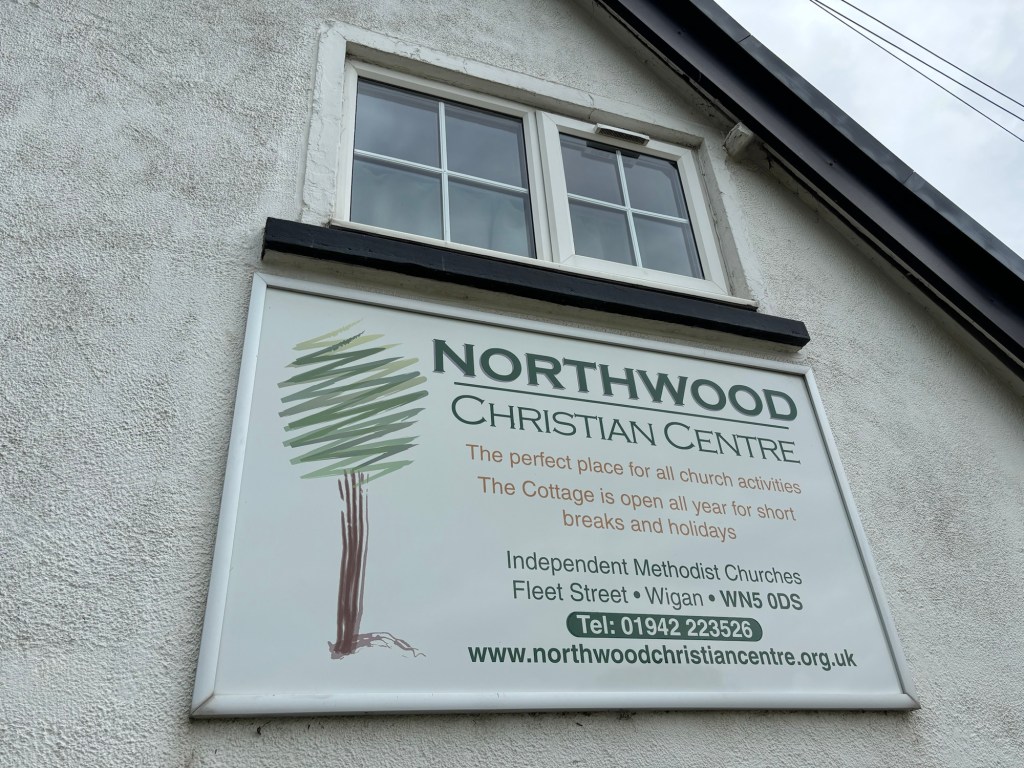 NORTHWOOD
CHRISTIAN CENTRE
The perfect place for all church activities
The Cottage is open all year for short
breaks and holidays
Independent Methodist Churches
Fleet Street • Wigan • WN5 0DS
Tel: 01942 223526
www.northwoodchristiancentre.org.uk